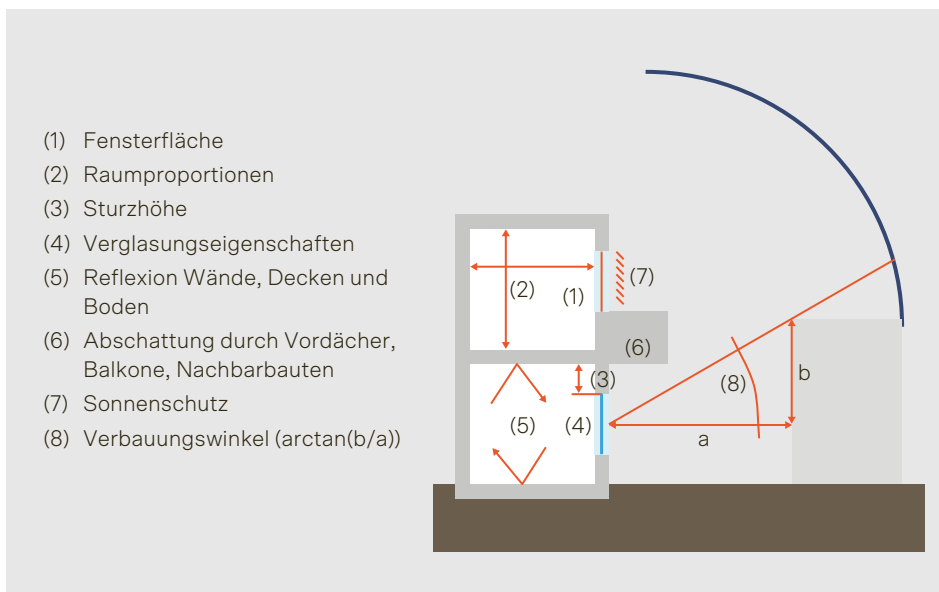 (1) Fensterfläche
(2) Raumproportionen
(3) Sturzhöhe
(4) Verglasungseigenschaften
(5) Reflexion Wände, Decken und
Boden
(6) Abschattung durch Vordächer,
Balkone, Nachbarbauten
(7) Sonnenschutz
(8) Verbauungswinkel (arctan(b/a))
(2)
(1)
(7)
(6)
(3)
(5)
(4)
(8)
b
a